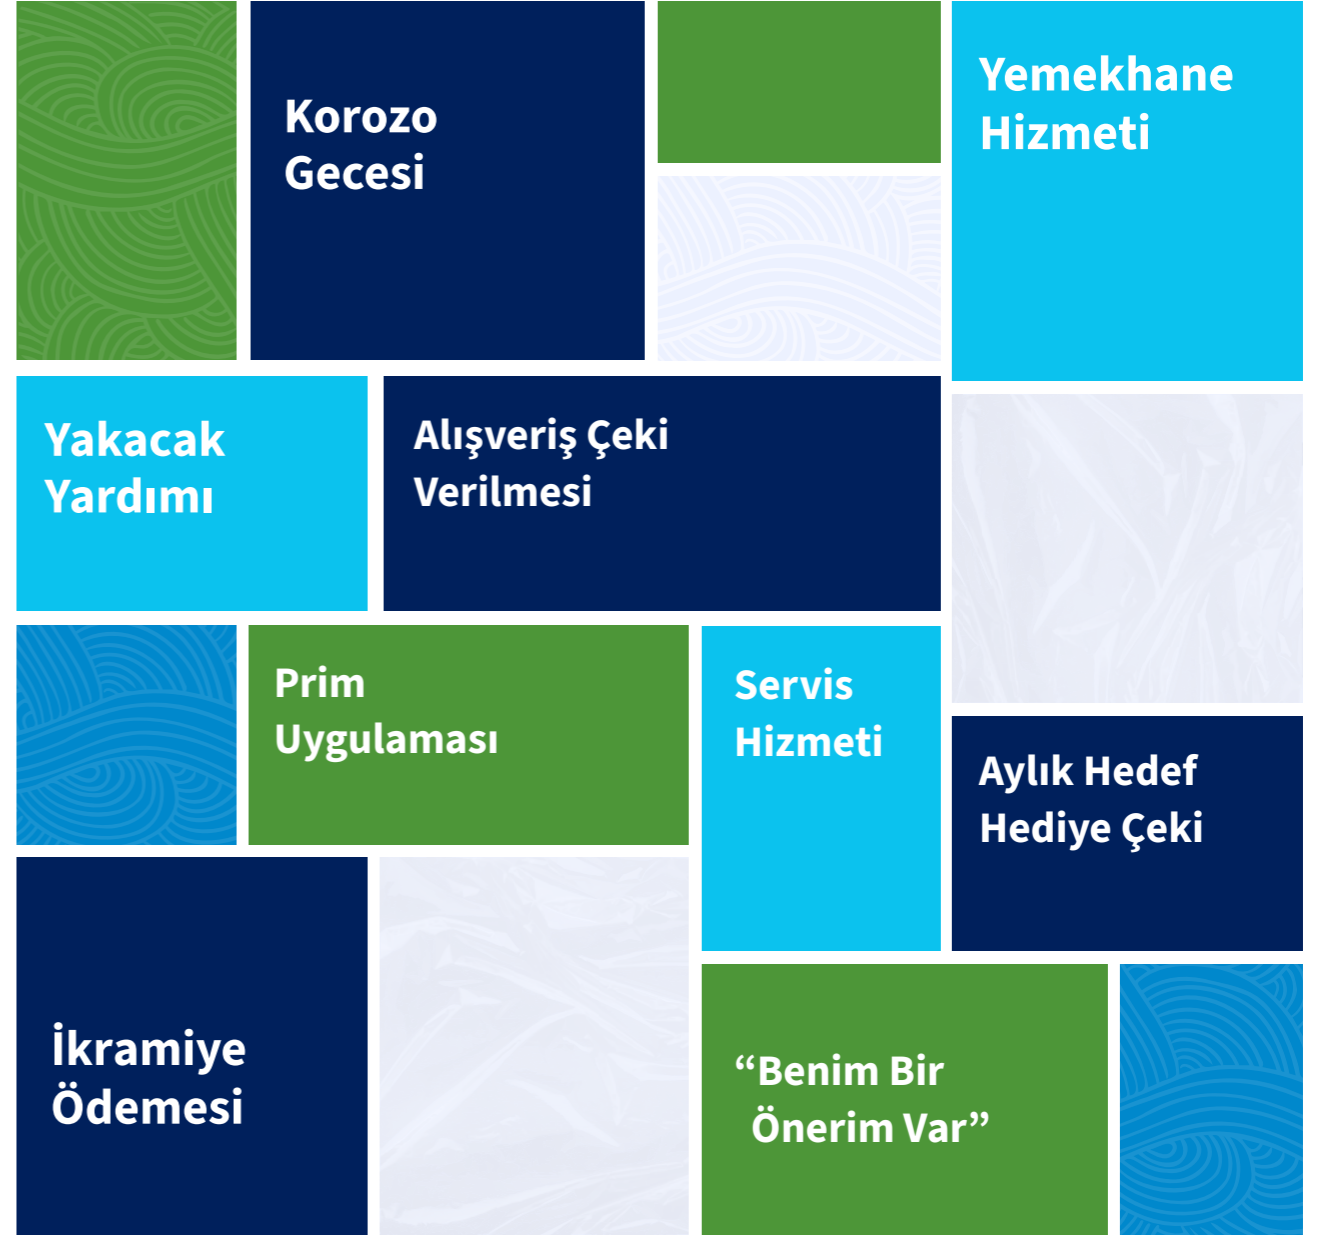 Korozo
Gecesi
Yemekhane
Hizmeti
Yakacak
Yardımı
Alışveriş Çeki
Verilmesi
Prim
Uygulaması
Servis
Hizmeti
Aylık Hedef
Hediye Çeki
İkramiye
Ödemesi
“Benim Bir
Önerim Var”